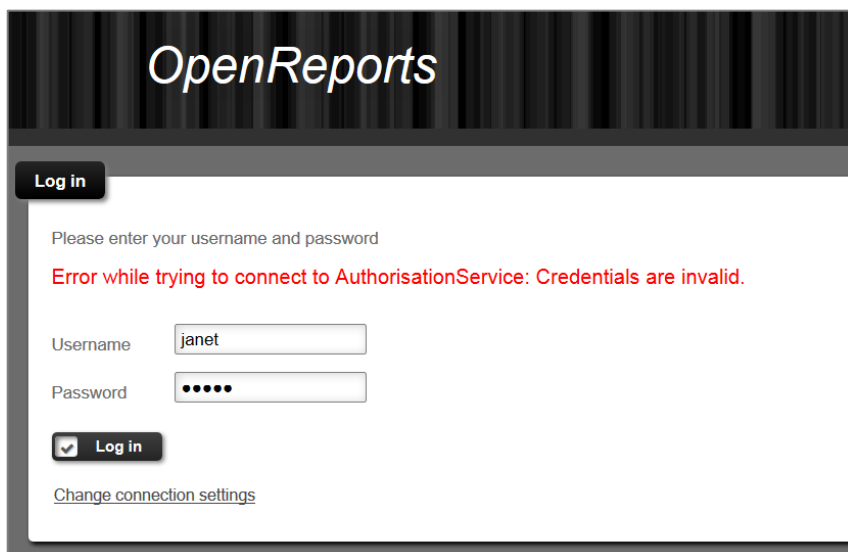 OpenReports
Log in
Please enter your username and password
Error while trying to connect to AuthorisationService: Credentials are invalid.
Username janet
Password •••••
Log in
Change connection settings